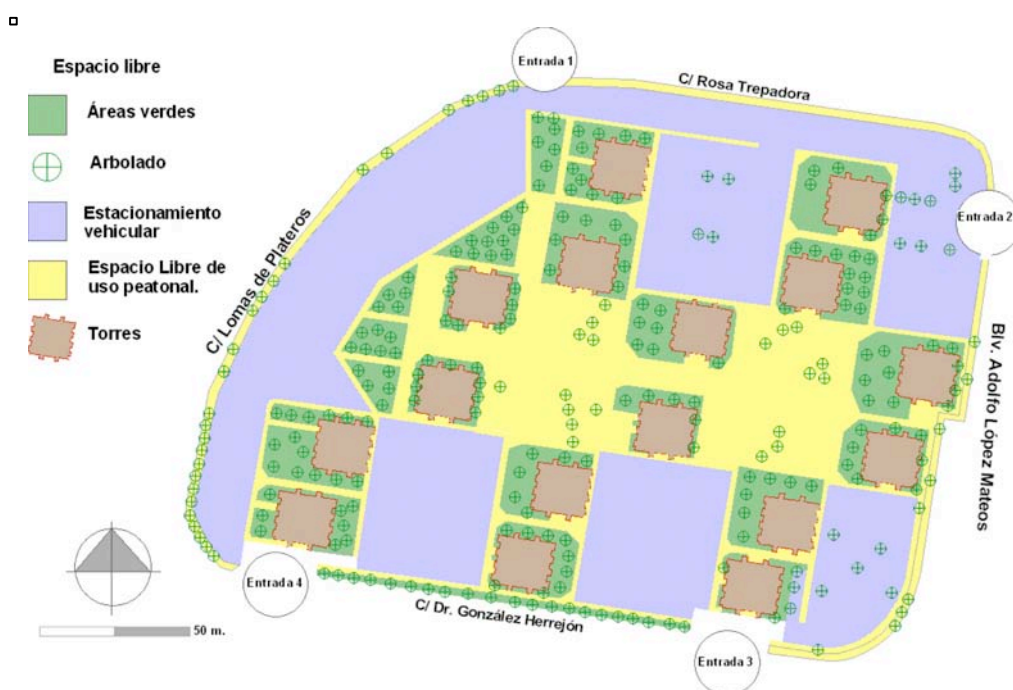 Espacio libre
Áreas verdes
Arbolado
Estacionamiento
vehicular
Espacio Libre de
uso peatonal.
Torres
Entrada 1
C/ Rosa Trepadora
Entrada 2
C/ Lomas de Plateros
Blv. Adolfo López Mateos
Entrada 4
C/ Dr. González Herrejón
Entrada 3
50 m.